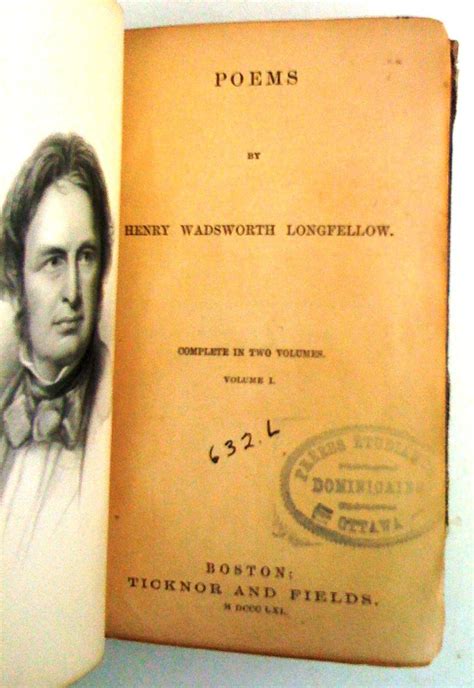 POEMS
BY
HENRY WADSWORTH LONGFELLOW.
COMPLETE IN TWO VOLUMES.
VOLUME I.
632.L
DOMINICAINS
OTTAWA
BOSTON:
TICKNOR AND FIELDS.
M DCCC LXI.